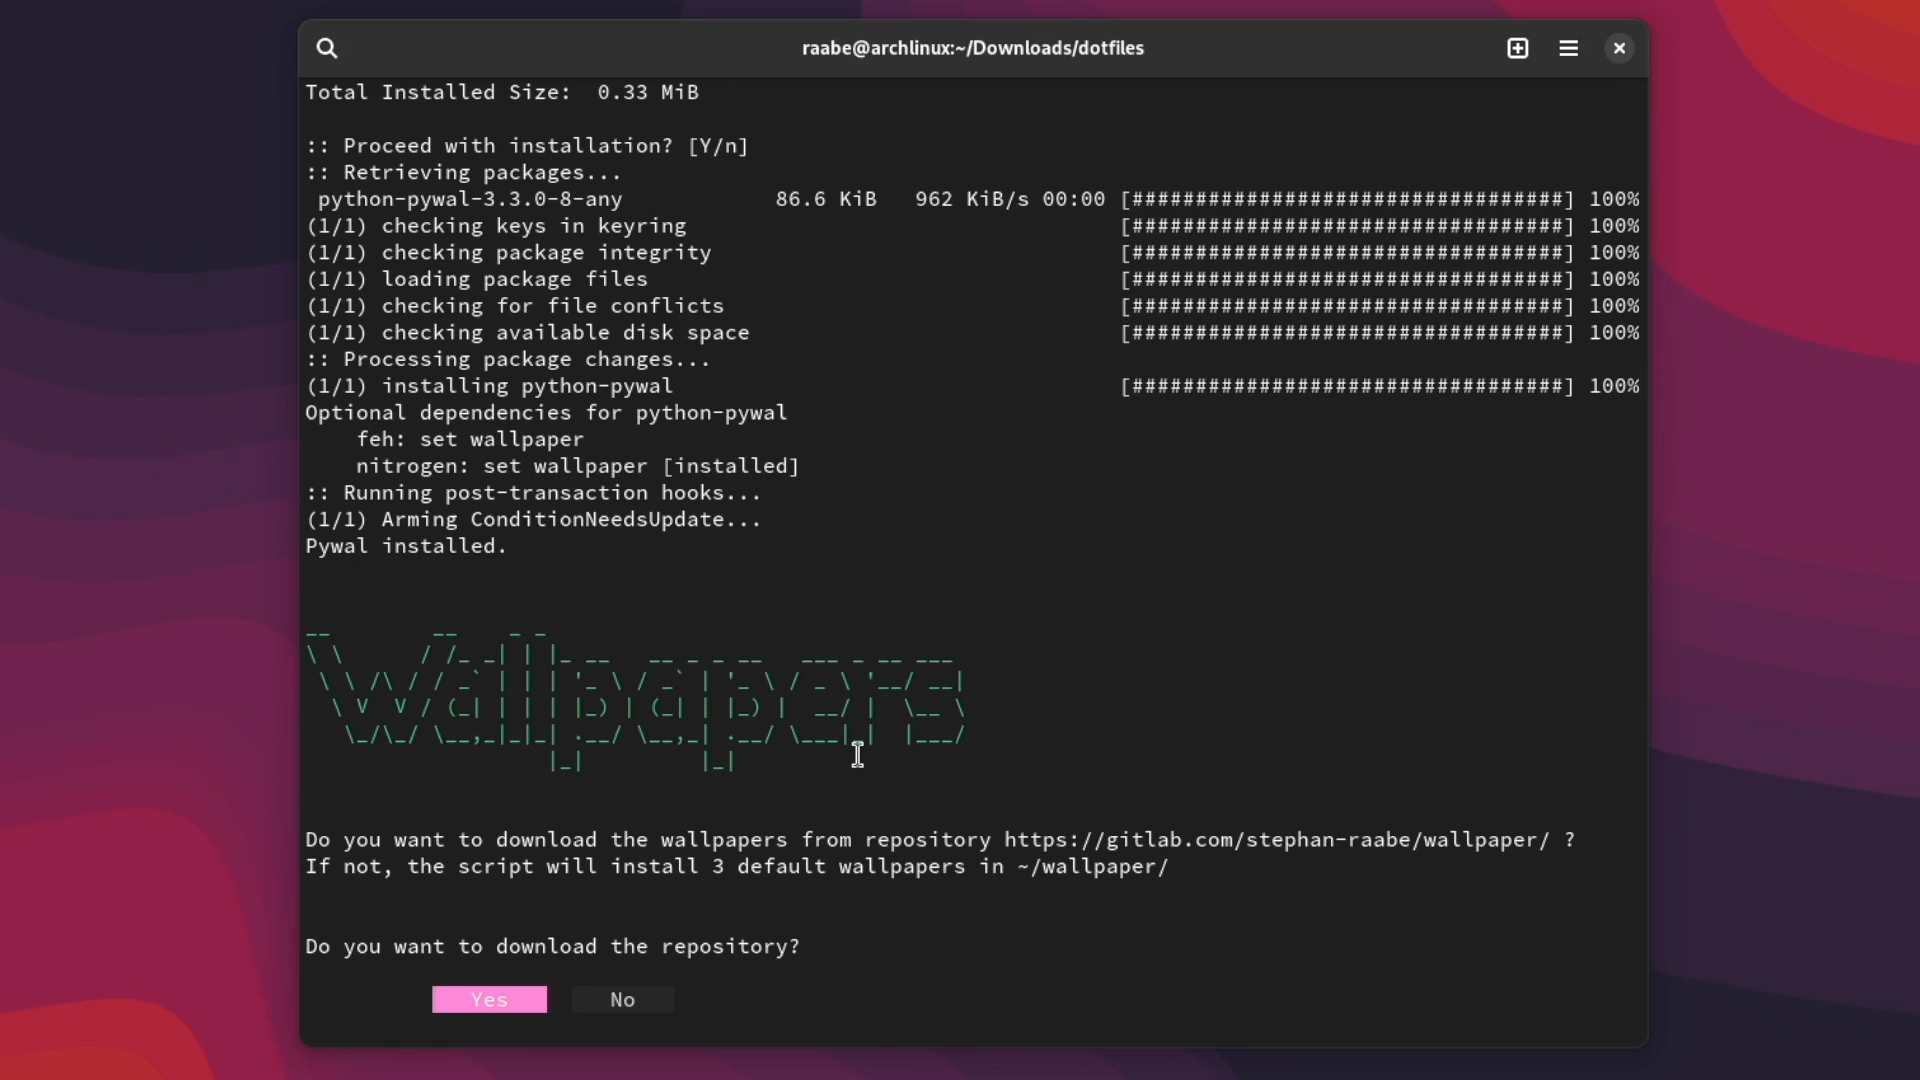 raabe@archlinux:~/Downloads/dotfiles
Total Installed Size:  0.33 MiB
:: Proceed with installation? [Y/n]
:: Retrieving packages...
python-pywal-3.3.0-8-any 86.6 KiB 962 KiB/s 00:00 [##################################] 100%
(1/1) checking keys in keyring [##################################] 100%
(1/1) checking package integrity [##################################] 100%
(1/1) loading package files [##################################] 100%
(1/1) checking for file conflicts [##################################] 100%
(1/1) checking available disk space [##################################] 100%
:: Processing package changes...
(1/1) installing python-pywal [##################################] 100%
Optional dependencies for python-pywal
feh: set wallpaper
nitrogen: set wallpaper [installed]
:: Running post-transaction hooks...
(1/1) Arming ConditionNeedsUpdate...
Pywal installed.
Wallpapers
Do you want to download the wallpapers from repository https://gitlab.com/stephan-raabe/wallpaper/ ?
If not, the script will install 3 default wallpapers in ~/wallpaper/
Do you want to download the repository?
Yes No